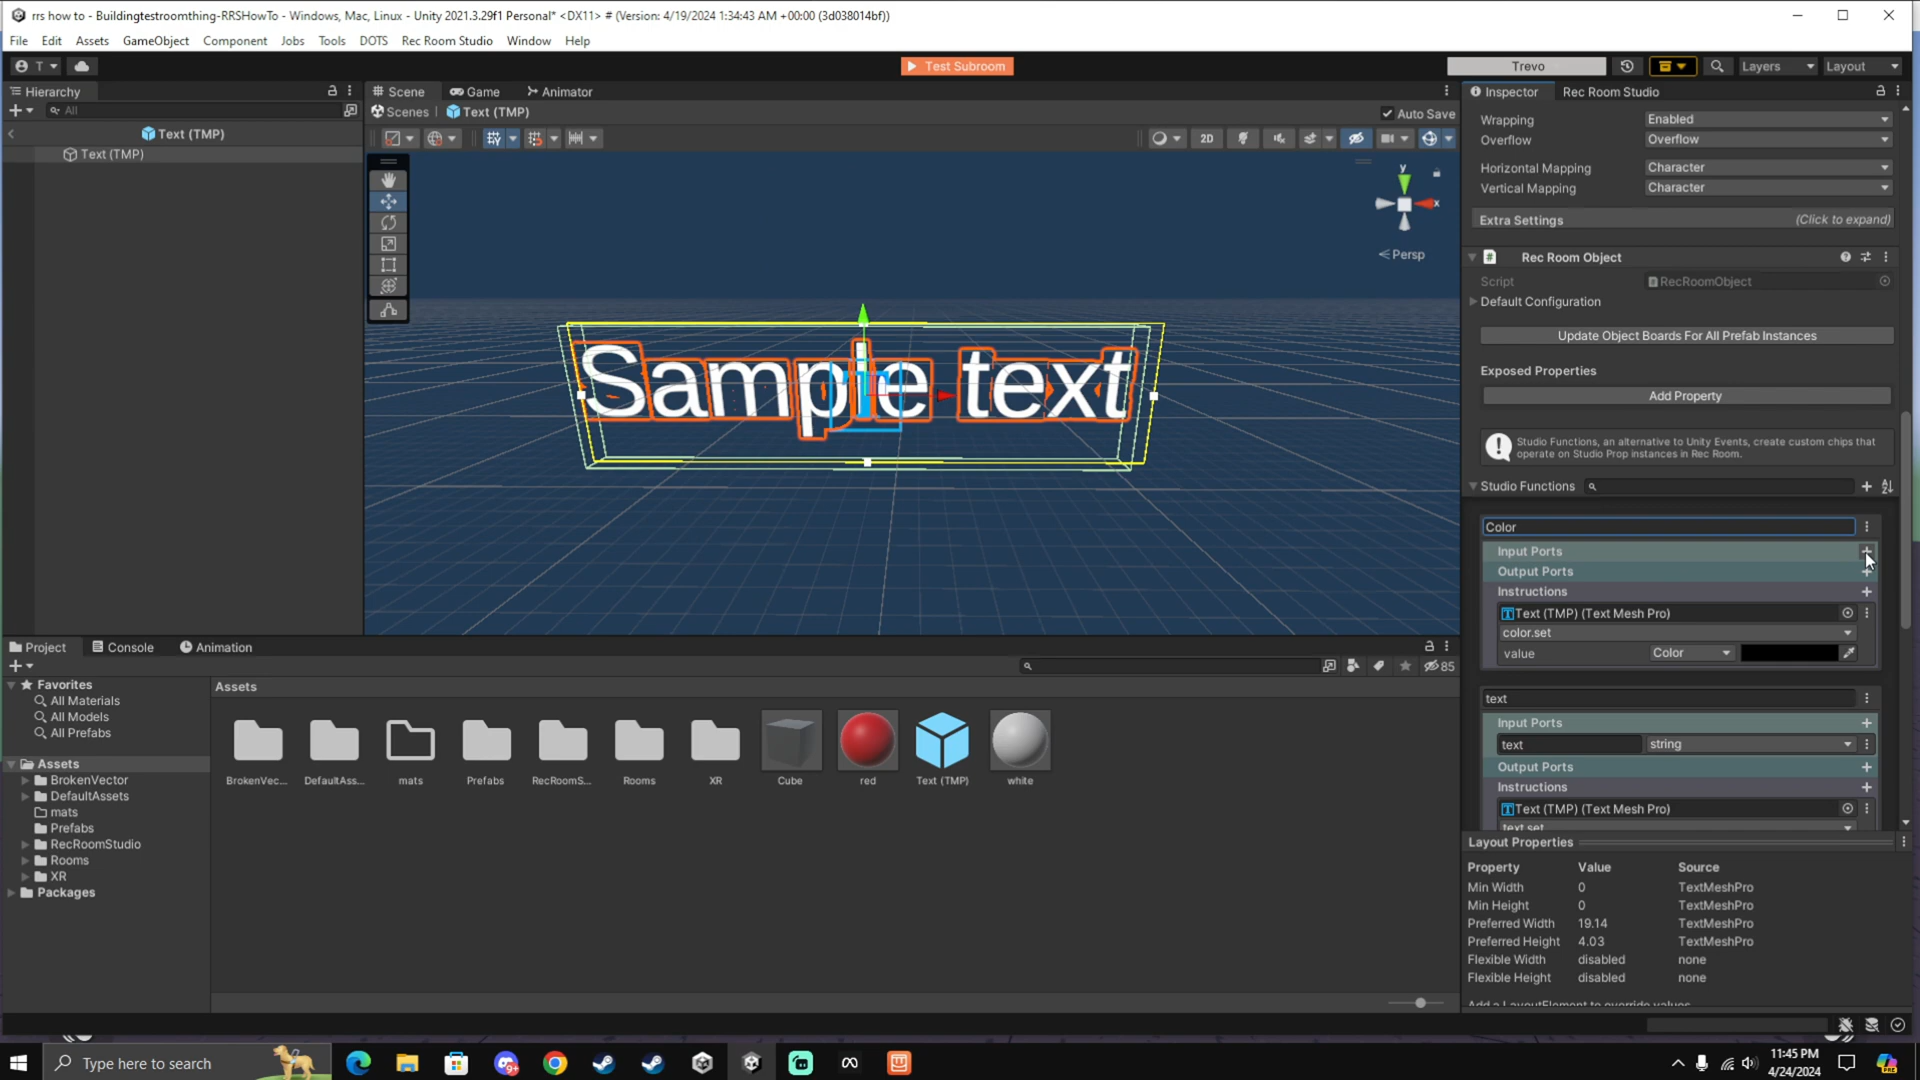 rrs how to - Buildingtestroomthing-RRSHowTo - Windows, Mac, Linux - Unity 2021.3.29f1 Personal* <DX11> # (Version: 4/19/2024 1:34:43 AM +00:00 (3d038014bf))
File Edit Assets GameObject Component Jobs Tools DOTS Rec Room Studio Window Help
T Test Subroom Trevo Layers Layout
Hierarchy Scene Game Animator Inspector Rec Room Studio
All Scenes Text (TMP) Auto Save
Text (TMP)
Text (TMP)
2D
y
x
Persp
Sample text
Wrapping Enabled
Overflow Overflow
Horizontal Mapping Character
Vertical Mapping Character
Extra Settings (Click to expand)
# Rec Room Object
Script RecRoomObject
Default Configuration
Update Object Boards For All Prefab Instances
Exposed Properties
Add Property
Studio Functions, an alternative to Unity Events, create custom chips that
operate on Studio Prop instances in Rec Room.
Studio Functions
Color
Input Ports
Output Ports
Instructions
Text (TMP) (Text Mesh Pro)
color.set
value Color
text
Input Ports
text string
Output Ports
Instructions
Text (TMP) (Text Mesh Pro)
text.set
Layout Properties
Property Value Source
Min Width 0 TextMeshPro
Min Height 0 TextMeshPro
Preferred Width 19.14 TextMeshPro
Preferred Height 4.03 TextMeshPro
Flexible Width disabled none
Flexible Height disabled none
Add a LayoutElement to override values
Project Console Animation
85
Favorites
All Materials
All Models
All Prefabs
Assets
BrokenVector
DefaultAssets
mats
Prefabs
RecRoomStudio
Rooms
XR
Packages
Assets
BrokenVec... DefaultAss... mats Prefabs RecRoomS... Rooms XR Cube red Text (TMP) white
Type here to search
11:45 PM
4/24/2024